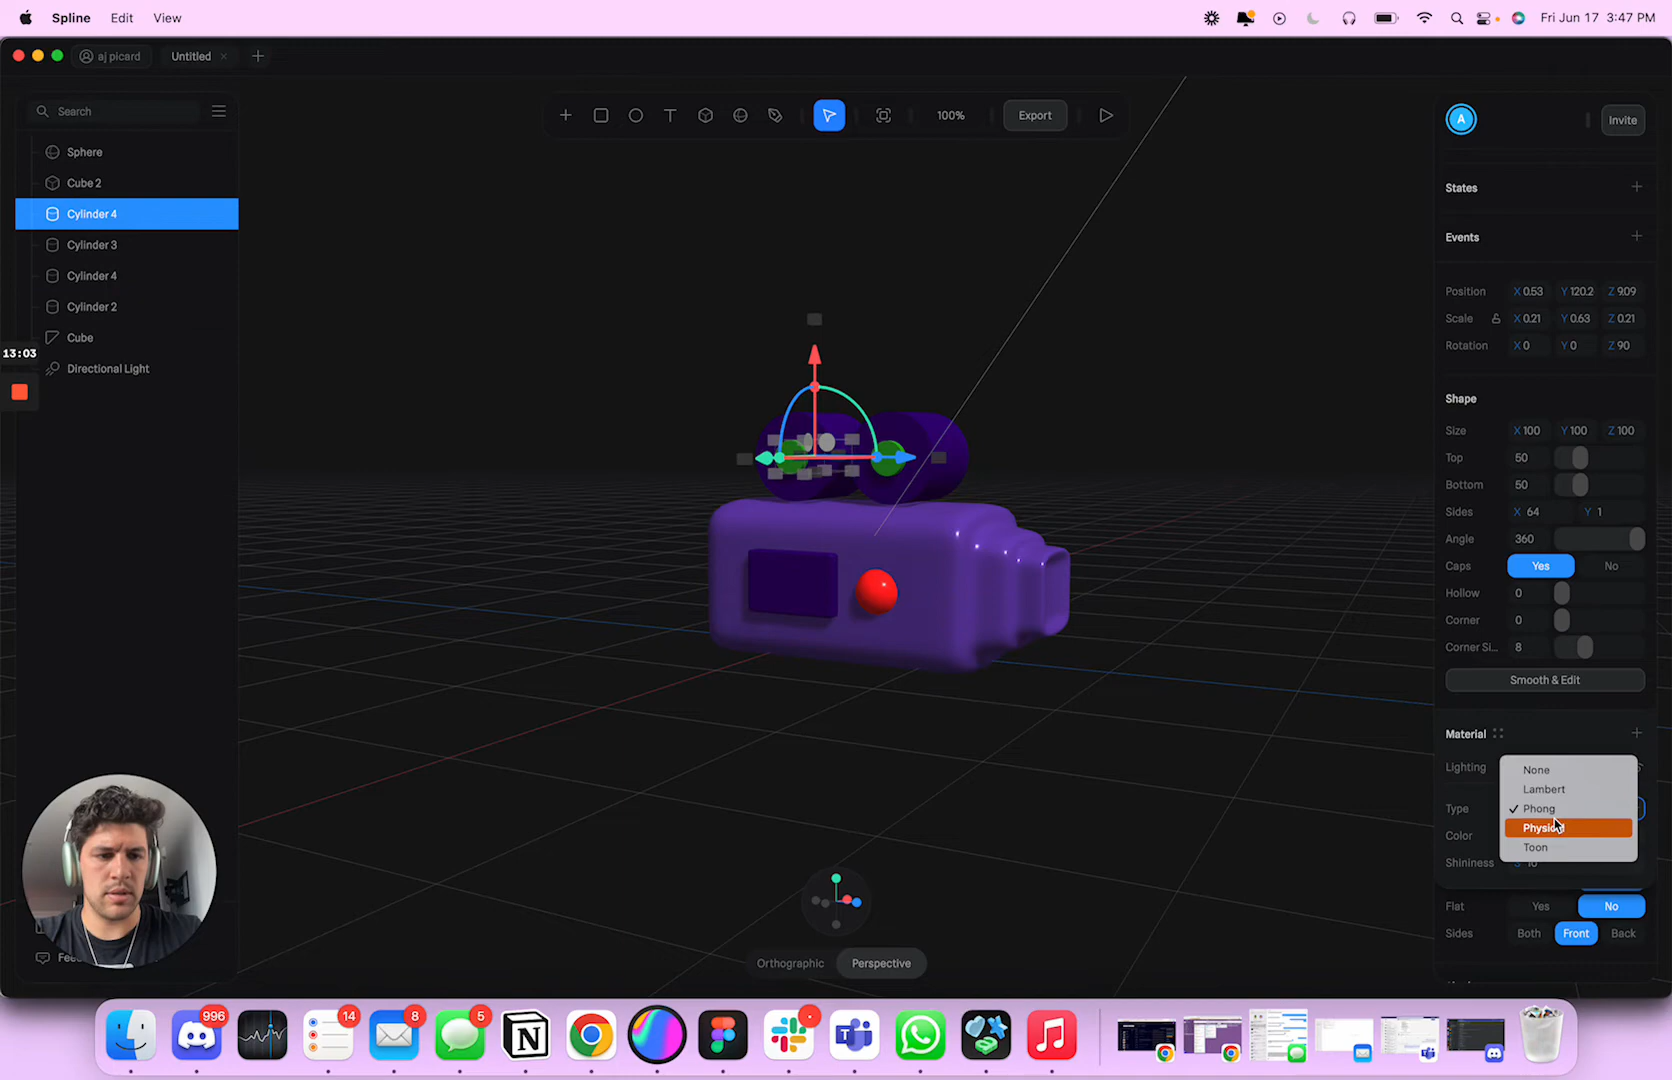 Spline Edit View
Fri Jun 17 3:47 PM
aj picard Untitled
Search
100% Export
A Invite
Sphere
Cube 2
Cylinder 4
Cylinder 3
Cylinder 4
Cylinder 2
Cube
Directional Light
13:03
States
Events
Position X 0.53 Y 120.2 Z 9.09
Scale X 0.21 Y 0.63 Z 0.21
Rotation X 0 Y 0 Z 90
Shape
Size X 100 Y 100 Z 100
Top 50
Bottom 50
Sides X 64 Y 1
Angle 360
Caps Yes No
Hollow 0
Corner 0
Corner Si... 8
Smooth & Edit
Material
Lighting
None
Lambert
Type
Phong
Color
Toon
Shininess
Flat Yes No
Sides Both Front Back
Orthographic Perspective
996 14 8 5